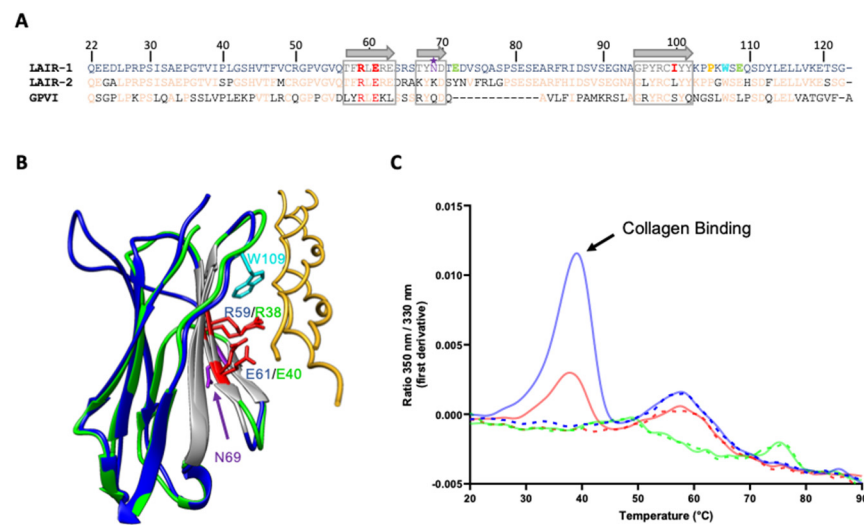 A
22 30 40 50 60 70 80 90 100 110 120
LAIR-1 QEEDLPRPSISAEPGTVIPLGSHVTFVCRGPVGVQTFRLERESRSTYNDTEDVSQASPSESEARFHIDSVSEGNAGPYRCIYYKPPKWSEQSDYLELLVKETSG-
LAIR-2 QEGALPRPSISAEPGTVISPGSHVTFMCRGPVGVQTFRLEREDRAKYKDSYNVFRLGPSESEARFHIDSVSEGNAGLYRCLYYKPPGWSEHSDFLELLVKESSG-
GPVI
B
W109
R59/R38
E61/E40
N69
C
Collagen Binding
0.015
0.010
0.005
0.000
-0.005
Ratio 350 nm / 330 nm
(first derivative)
20 30 40 50 60 70 80 90
Temperature (°C)